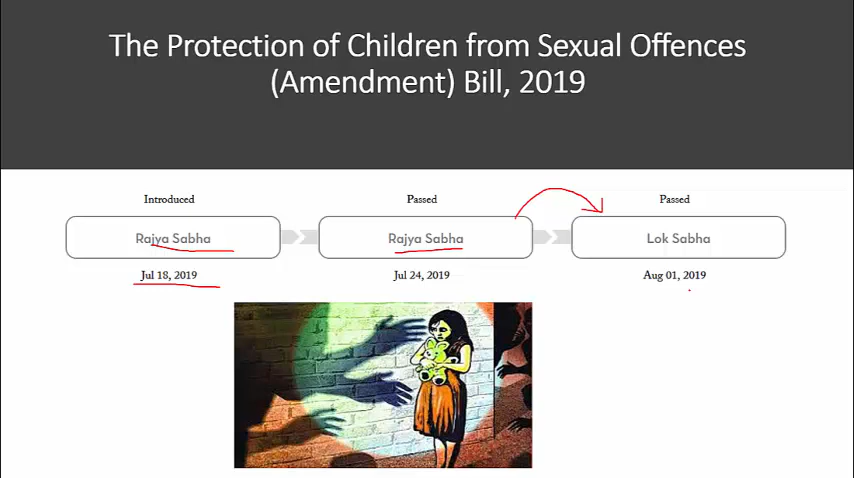 The Protection of Children from Sexual Offences
(Amendment) Bill, 2019
Introduced
Passed
Passed
Rajya Sabha
Rajya Sabha
Lok Sabha
Jul 18, 2019
Jul 24, 2019
Aug 01, 2019